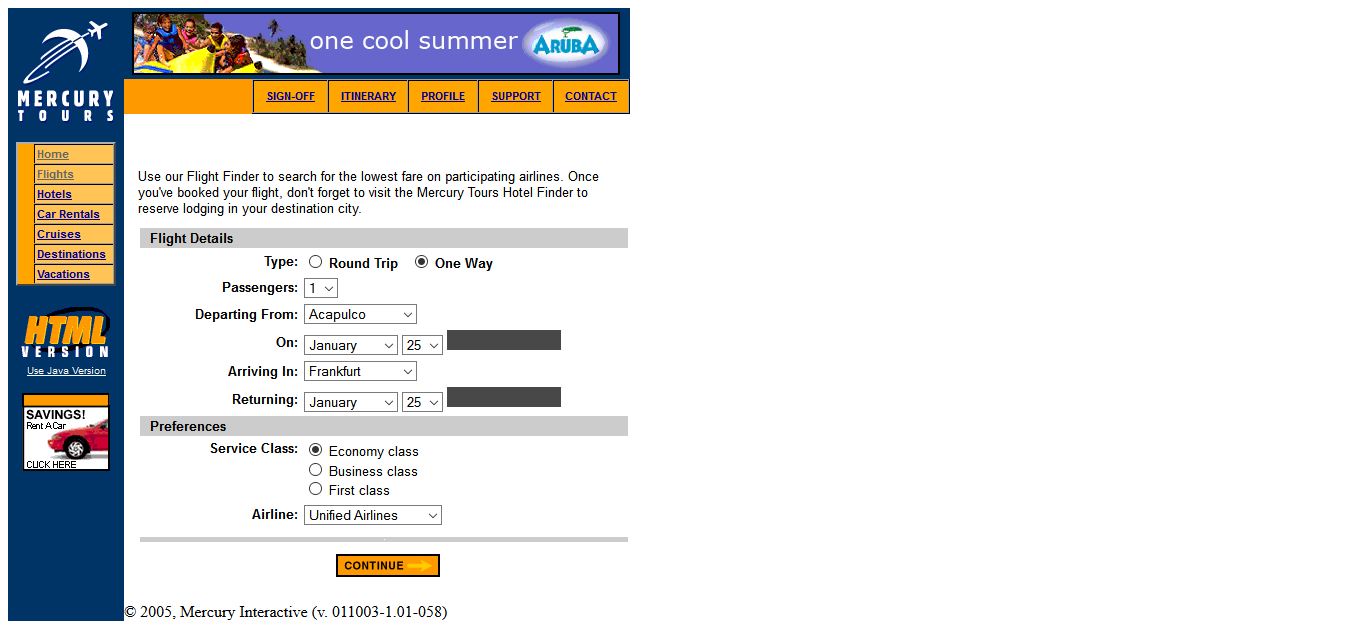 one cool summer ARUBA
MERCURY
TOURS
SIGN-OFF ITINERARY PROFILE SUPPORT CONTACT
Home
Flights
Hotels
Car Rentals
Cruises
Destinations
Vacations
HTML
VERSION
Use Java Version
SAVINGS!
Rent A Car
CLICK HERE
Use our Flight Finder to search for the lowest fare on participating airlines. Once
you've booked your flight, don't forget to visit the Mercury Tours Hotel Finder to
reserve lodging in your destination city.
Flight Details
Type: Round Trip One Way
Passengers: 1
Departing From: Acapulco
On: January 25
Arriving In: Frankfurt
Returning: January 25
Preferences
Service Class: Economy class
Business class
First class
Airline: Unified Airlines
CONTINUE
© 2005, Mercury Interactive (v. 011003-1.01-058)